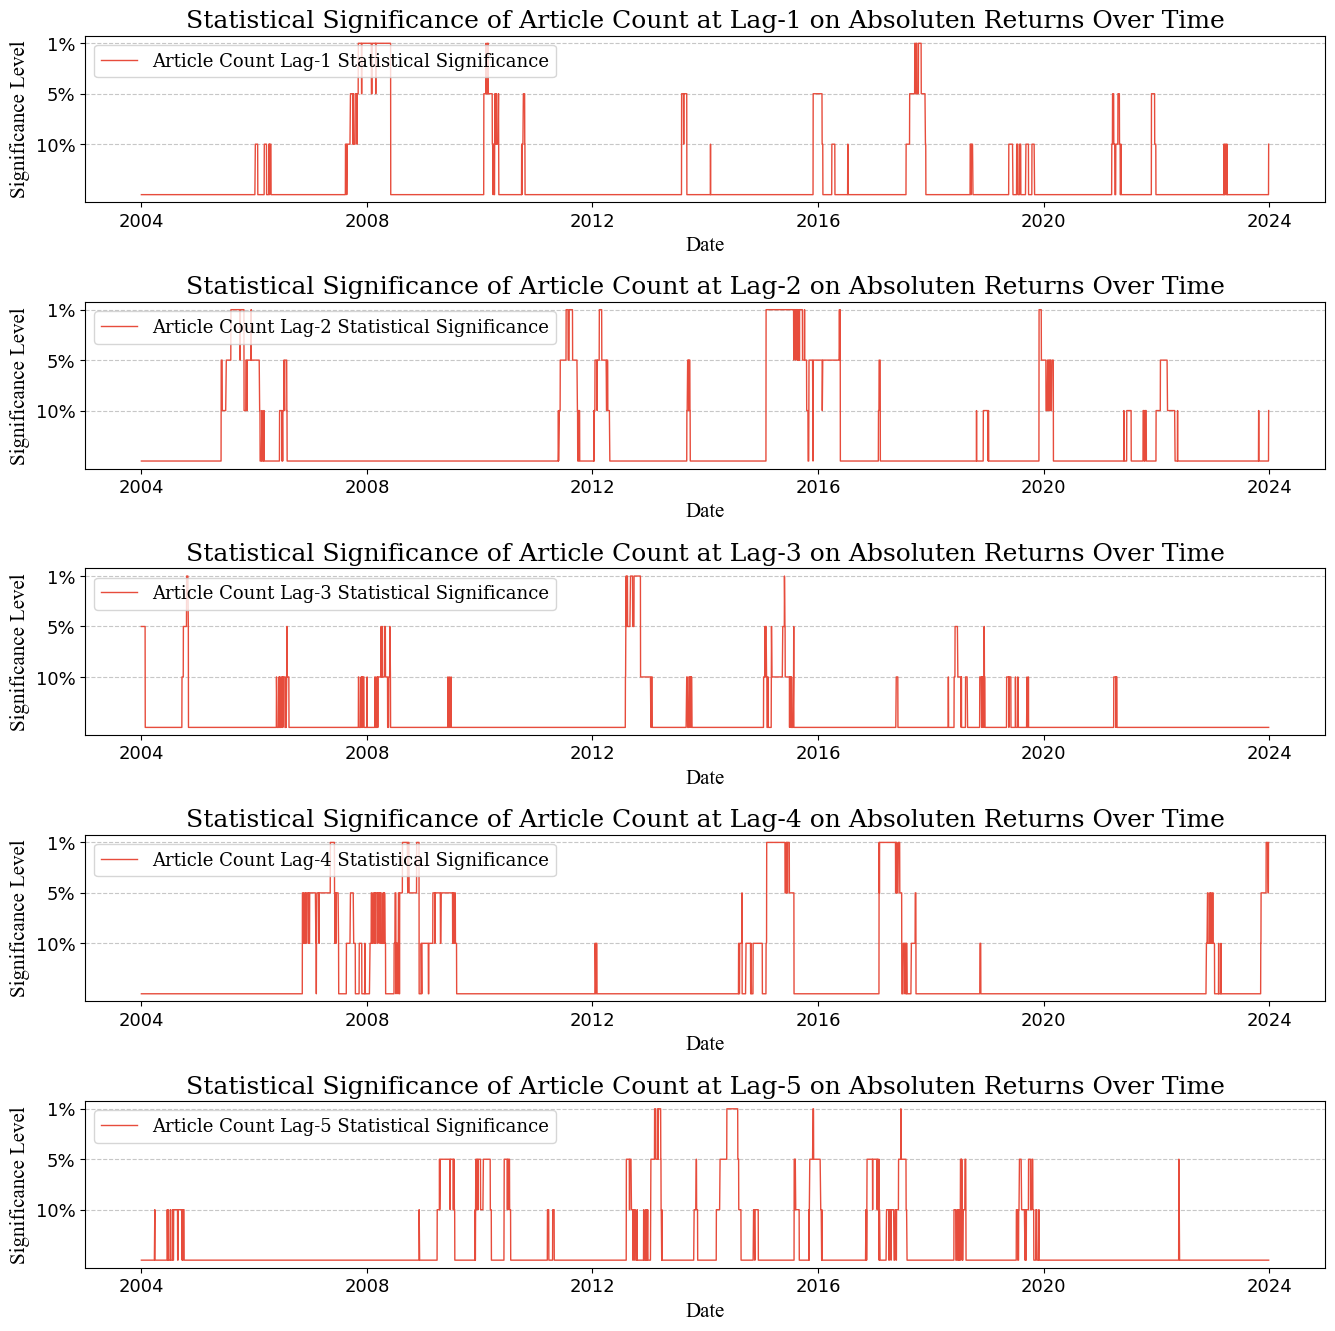 Statistical Significance of Article Count at Lag-1 on Absoluten Returns Over Time
Significance Level
1%
5%
10%
Article Count Lag-1 Statistical Significance
2004 2008 2012 2016 2020 2024
Date
Statistical Significance of Article Count at Lag-2 on Absoluten Returns Over Time
Significance Level
1%
5%
10%
Article Count Lag-2 Statistical Significance
2004 2008 2012 2016 2020 2024
Date
Statistical Significance of Article Count at Lag-3 on Absoluten Returns Over Time
Significance Level
1%
5%
10%
Article Count Lag-3 Statistical Significance
2004 2008 2012 2016 2020 2024
Date
Statistical Significance of Article Count at Lag-4 on Absoluten Returns Over Time
Significance Level
1%
5%
10%
Article Count Lag-4 Statistical Significance
2004 2008 2012 2016 2020 2024
Date
Statistical Significance of Article Count at Lag-5 on Absoluten Returns Over Time
Significance Level
1%
5%
10%
Article Count Lag-5 Statistical Significance
2004 2008 2012 2016 2020 2024
Date